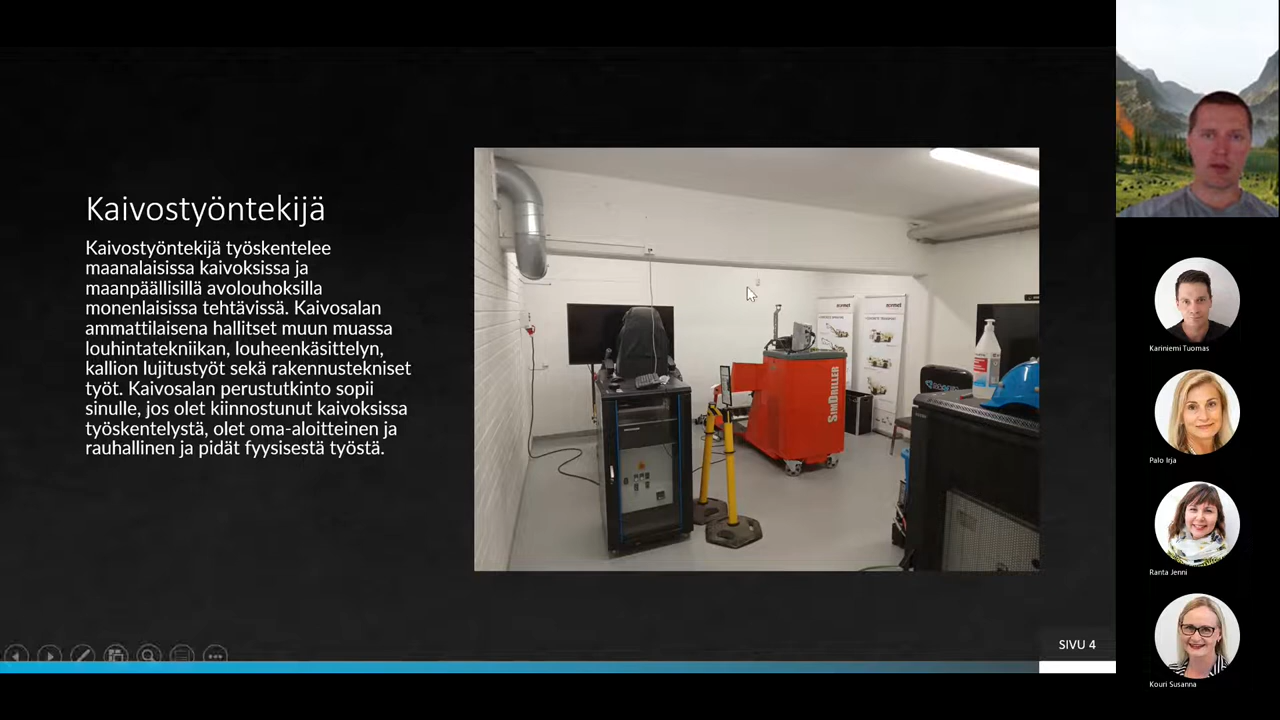 Kaivostyöntekijä
Kaivostyöntekijä työskentelee
maanalaisissa kaivoksissa ja
maanpäällisillä avolouhoksilla
monenlaisissa tehtävissä. Kaivosalan
ammattilaisena hallitset muun muassa
louhintatekniikan, louheenkäsittelyn,
kallion lujitustyöt sekä rakennustekniset
työt. Kaivosalan perustutkinto sopii
sinulle, jos olet kiinnostunut kaivoksissa
työskentelystä, olet oma-aloitteinen ja
rauhallinen ja pidät fyysisestä työstä.
SIMDRILLER
SIVU 4
Kariniemi Tuomas
Palo Irja
Ranta Jenni
Kouri Susanna